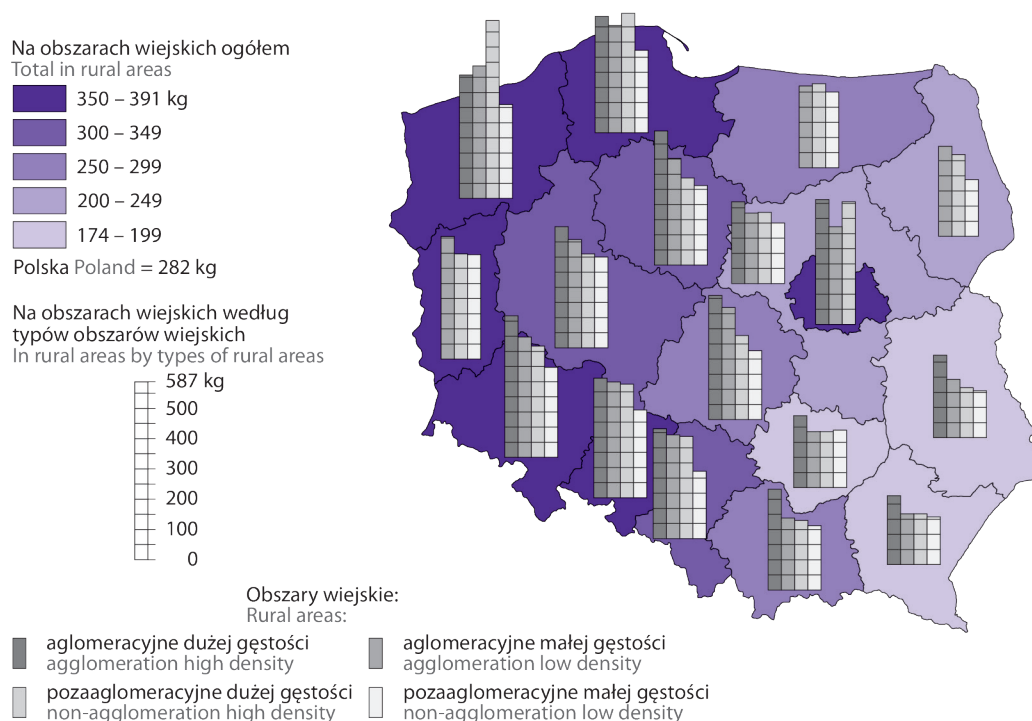 Na obszarach wiejskich ogółem
Total in rural areas
350 – 391 kg
300 – 349
250 – 299
200 – 249
174 – 199
Polska Poland = 282 kg
Na obszarach wiejskich według
typów obszarów wiejskich
In rural areas by types of rural areas
587 kg
500
400
300
200
100
0
Obszary wiejskie:
Rural areas:
aglomeracyjne dużej gęstości
agglomeration high density
aglomeracyjne małej gęstości
agglomeration low density
pozaaglomeracyjne dużej gęstości
non-agglomeration high density
pozaaglomeracyjne małej gęstości
non-agglomeration low density